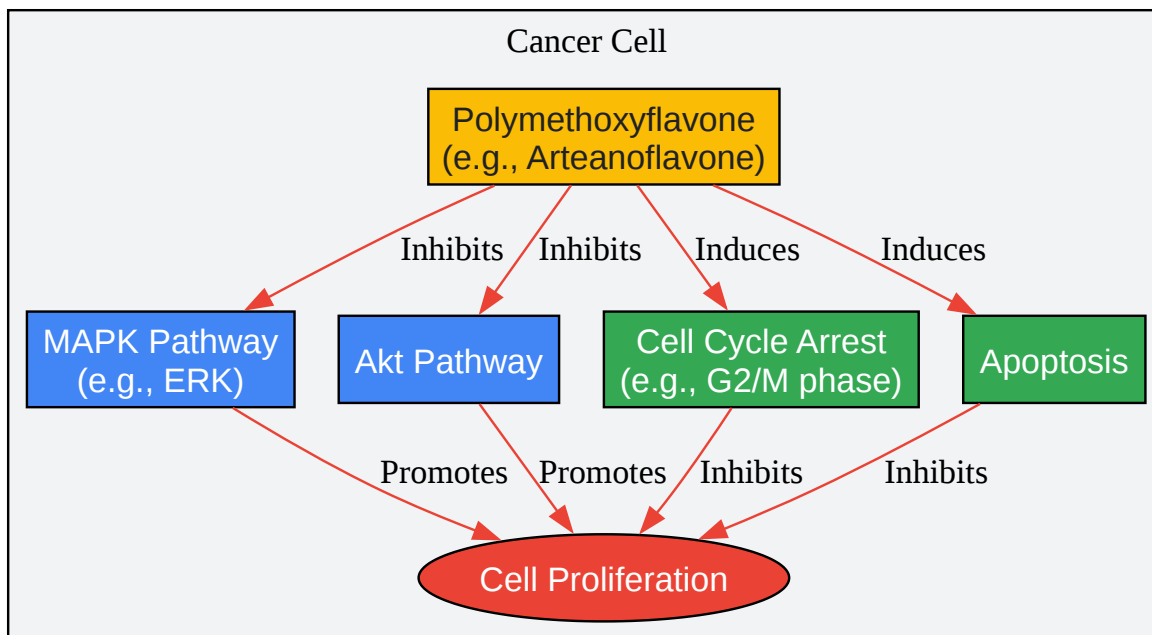 Cancer Cell
Polymethoxyflavone
(e.g., Arteanoflavone)
Inhibits
Inhibits
Induces
Induces
MAPK Pathway
(e.g., ERK)
Akt Pathway
Cell Cycle Arrest
(e.g., G2/M phase)
Apoptosis
Promotes
Promotes
Inhibits
Inhibits
Cell Proliferation